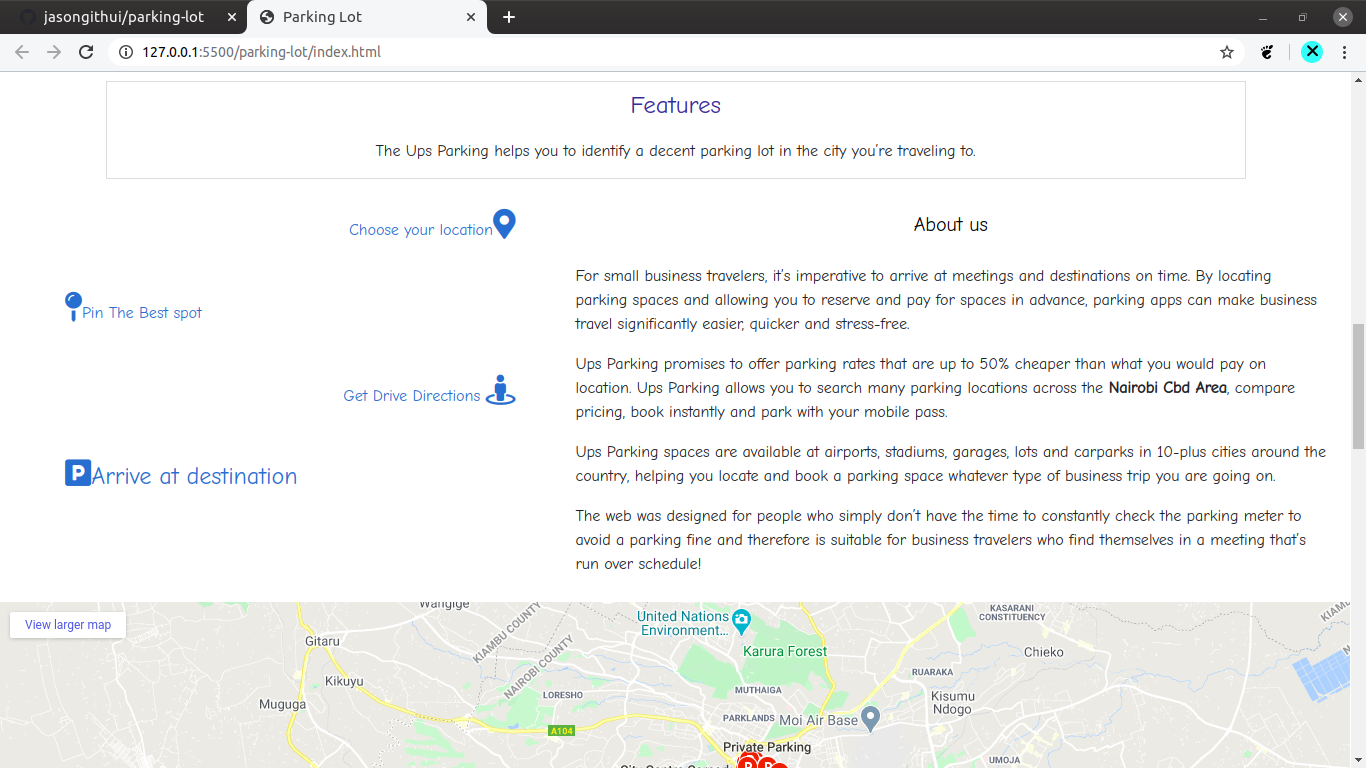 jasongithui/parking-lot
Parking Lot
127.0.0.1:5500/parking-lot/index.html
Features
The Ups Parking helps you to identify a decent parking lot in the city you're traveling to.
Choose your location
Pin The Best spot
Get Drive Directions
P
Arrive at destination
About us
For small business travelers, it's imperative to arrive at meetings and destinations on time. By locating
parking spaces and allowing you to reserve and pay for spaces in advance, parking apps can make business
travel significantly easier, quicker and stress-free.
Ups Parking promises to offer parking rates that are up to 50% cheaper than what you would pay on
location. Ups Parking allows you to search many parking locations across the Nairobi Cbd Area, compare
pricing, book instantly and park with your mobile pass.
Ups Parking spaces are available at airports, stadiums, garages, lots and carparks in 10-plus cities around the
country, helping you locate and book a parking space whatever type of business trip you are going on.
The web was designed for people who simply don't have the time to constantly check the parking meter to
avoid a parking fine and therefore is suitable for business travelers who find themselves in a meeting that's
run over schedule!
View larger map
Wangige
KIAMBU COUNTY
NAIROBI COUNTY
United Nations
Environment...
KASARANI
CONSTITUENCY
KIAM
Gitaru
Karura Forest
Chieko
RUARAKA
Kikuyu
LORESHO
MUTHAIGA
Kisumu
Ndogo
Muguga
PARKLANDS
Moi Air Base
A104
Private Parking
UMOJA